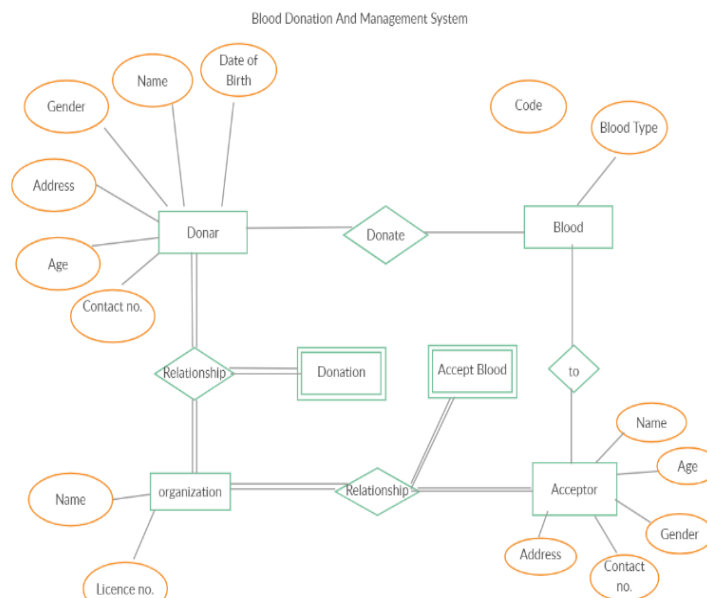 Blood Donation And Management System
Date of
Birth
Name
Gender
Code
Blood Type
Address
Donar
Donate
Blood
Age
Contact no.
Relationship
Donation
Accept Blood
to
Name
Age
organization
Relationship
Acceptor
Name
Gender
Address
Contact
no.
Licence no.